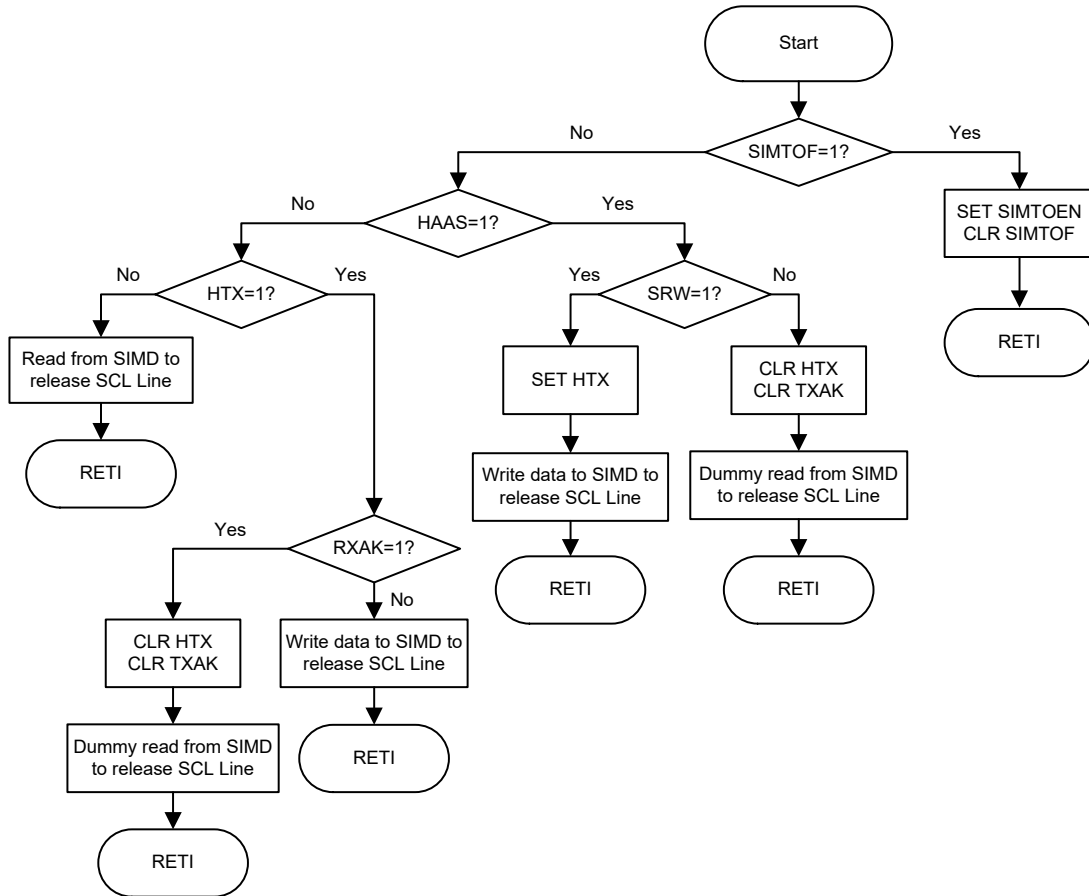 Start
No
SIMTOF=1?
Yes
No
HAAS=1?
Yes
SET SIMTOEN
CLR SIMTOF
No
HTX=1?
Yes
Yes
SRW=1?
No
RETI
Read from SIMD to
release SCL Line
SET HTX
CLR HTX
CLR TXAK
RETI
Write data to SIMD to
release SCL Line
Dummy read from SIMD
to release SCL Line
Yes
RXAK=1?
No
RETI
RETI
CLR HTX
CLR TXAK
Write data to SIMD to
release SCL Line
Dummy read from SIMD
to release SCL Line
RETI
RETI